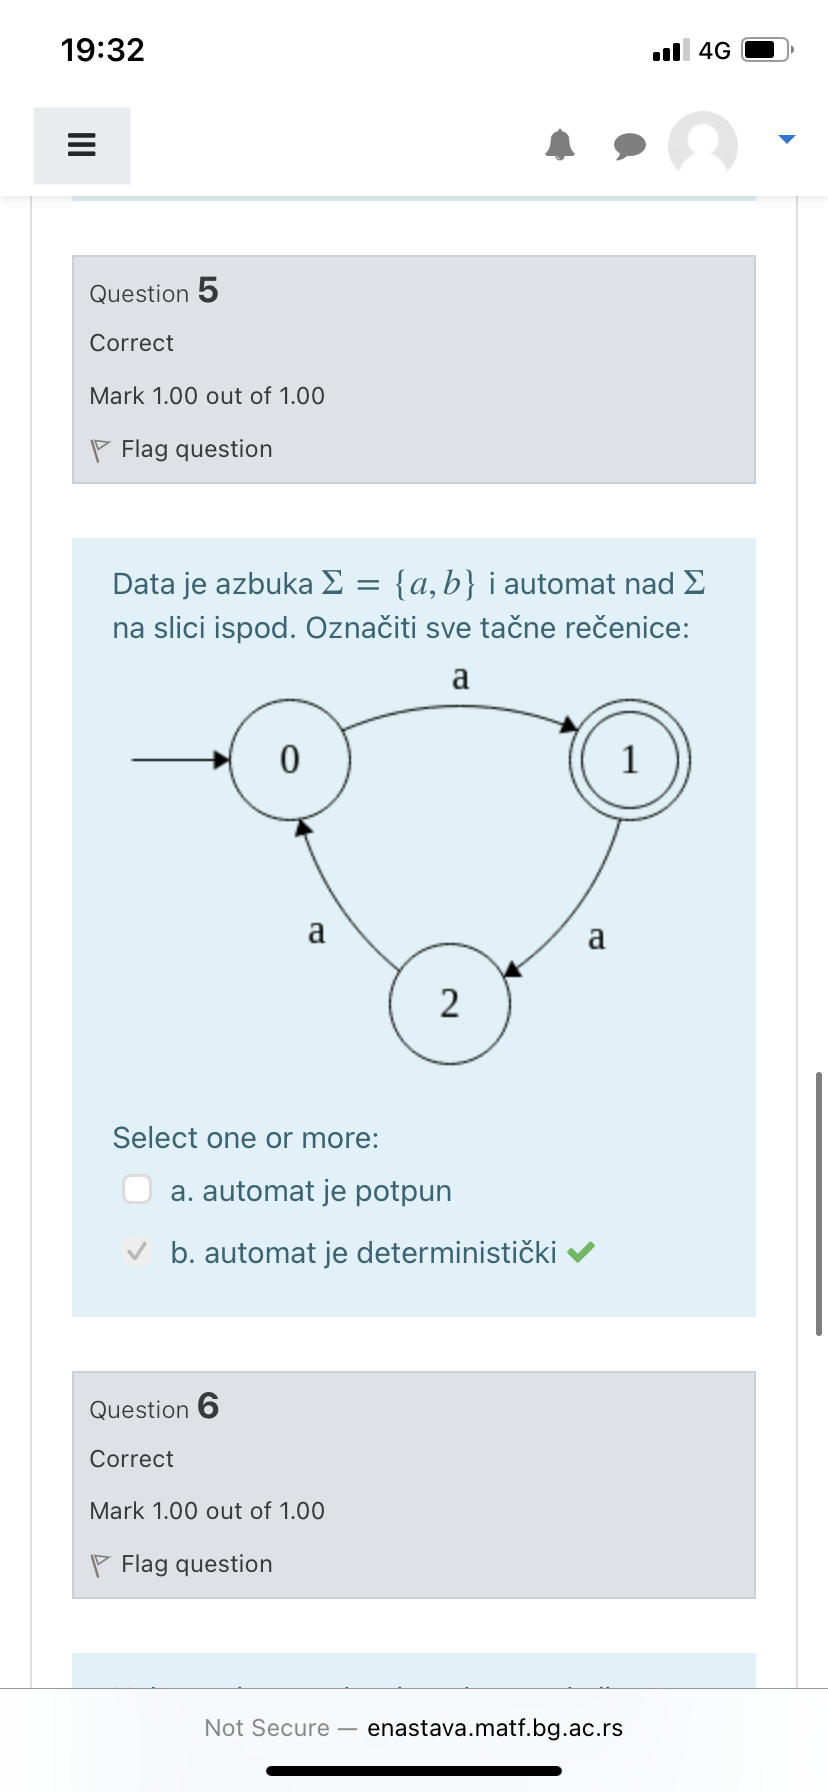 19:32
4G
Question 5
Correct
Mark 1.00 out of 1.00
Flag question
Data je azbuka Σ = {a, b} i automat nad Σ
na slici ispod. Označiti sve tačne rečenice:
a
0
1
a
a
2
Select one or more:
a. automat je potpun
b. automat je deterministički
Question 6
Correct
Mark 1.00 out of 1.00
Flag question
Not Secure — enastava.matf.bg.ac.rs